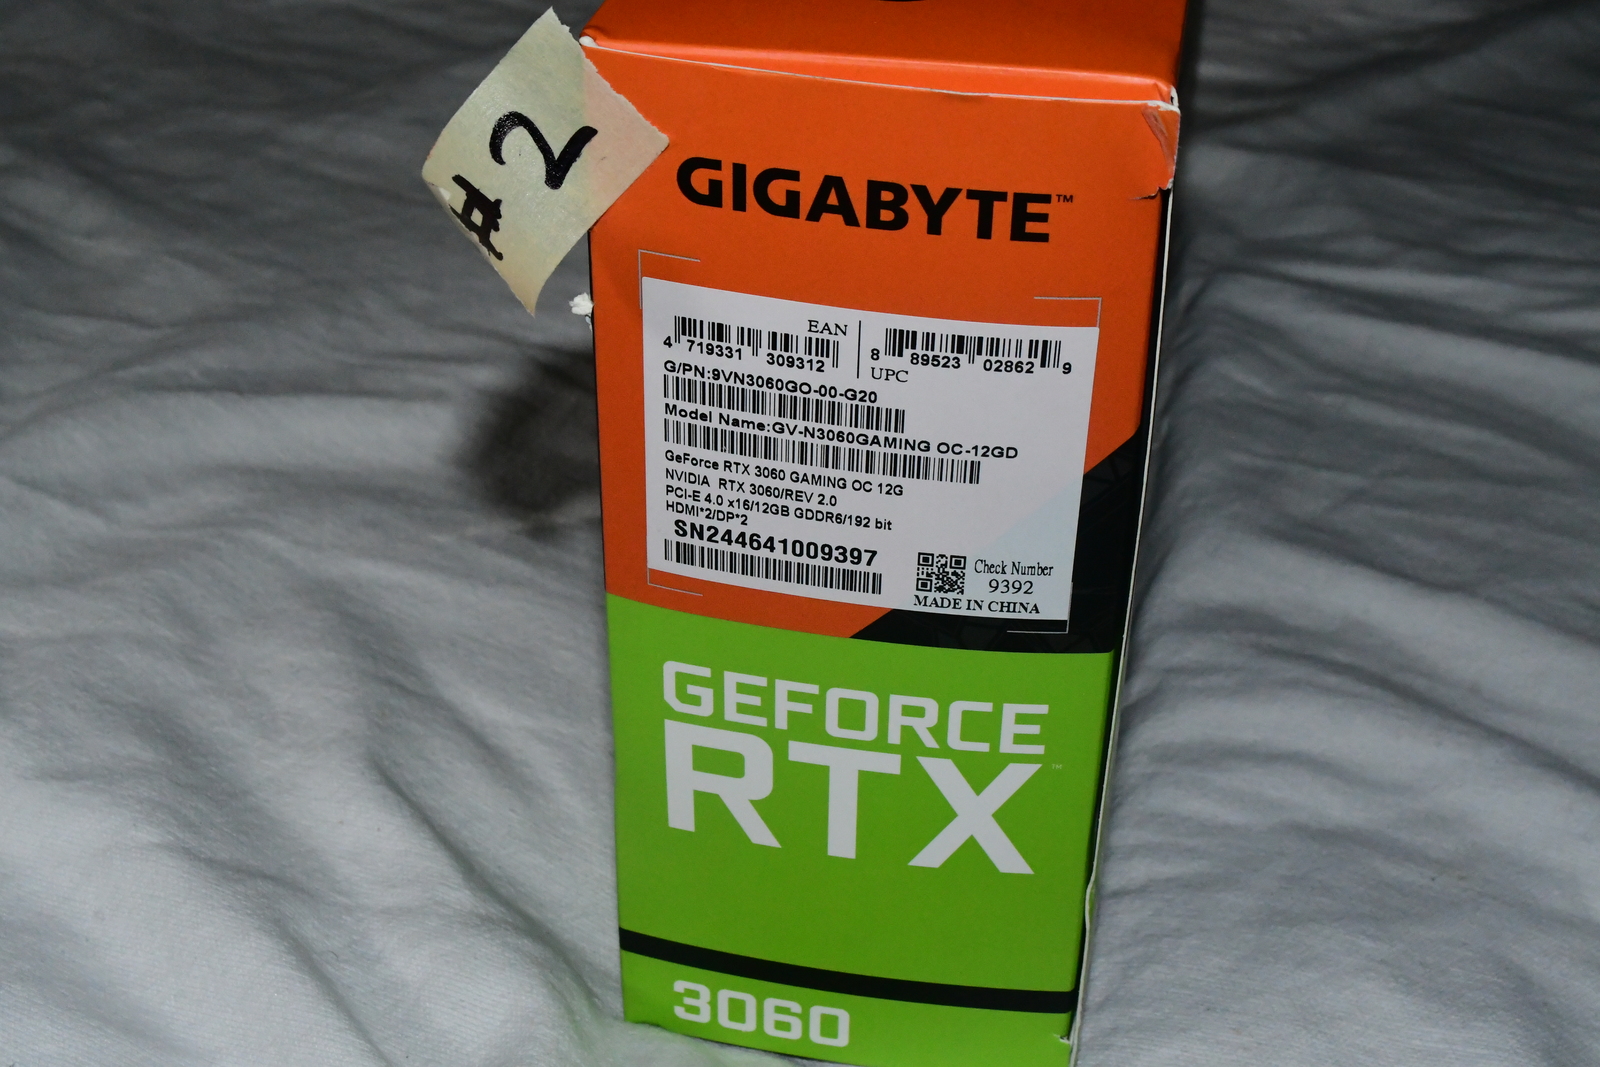 #2
GIGABYTE™
EAN
4 719331 309312
8 89523 02862 9
UPC
G/PN:9VN3060GO-00-G20
Model Name:GV-N3060GAMING OC-12GD
GeForce RTX 3060 GAMING OC 12G
NVIDIA RTX 3060/REV 2.0
PCI-E 4.0 x16/12GB GDDR6/192 bit
HDMI*2/DP*2
SN244641009397
Check Number
9392
MADE IN CHINA
GEFORCE
RTX™
3060